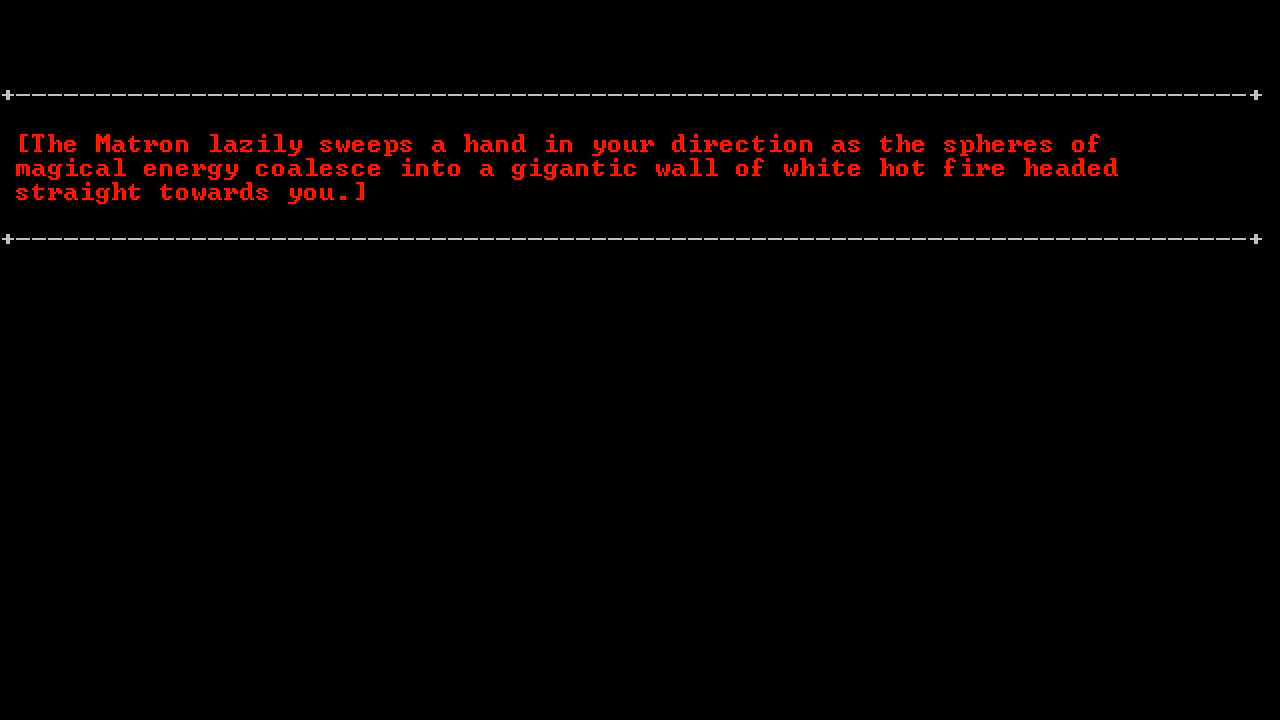 [The Matron lazily sweeps a hand in your direction as the spheres of
magical energy coalesce into a gigantic wall of white hot fire headed
straight towards you.]